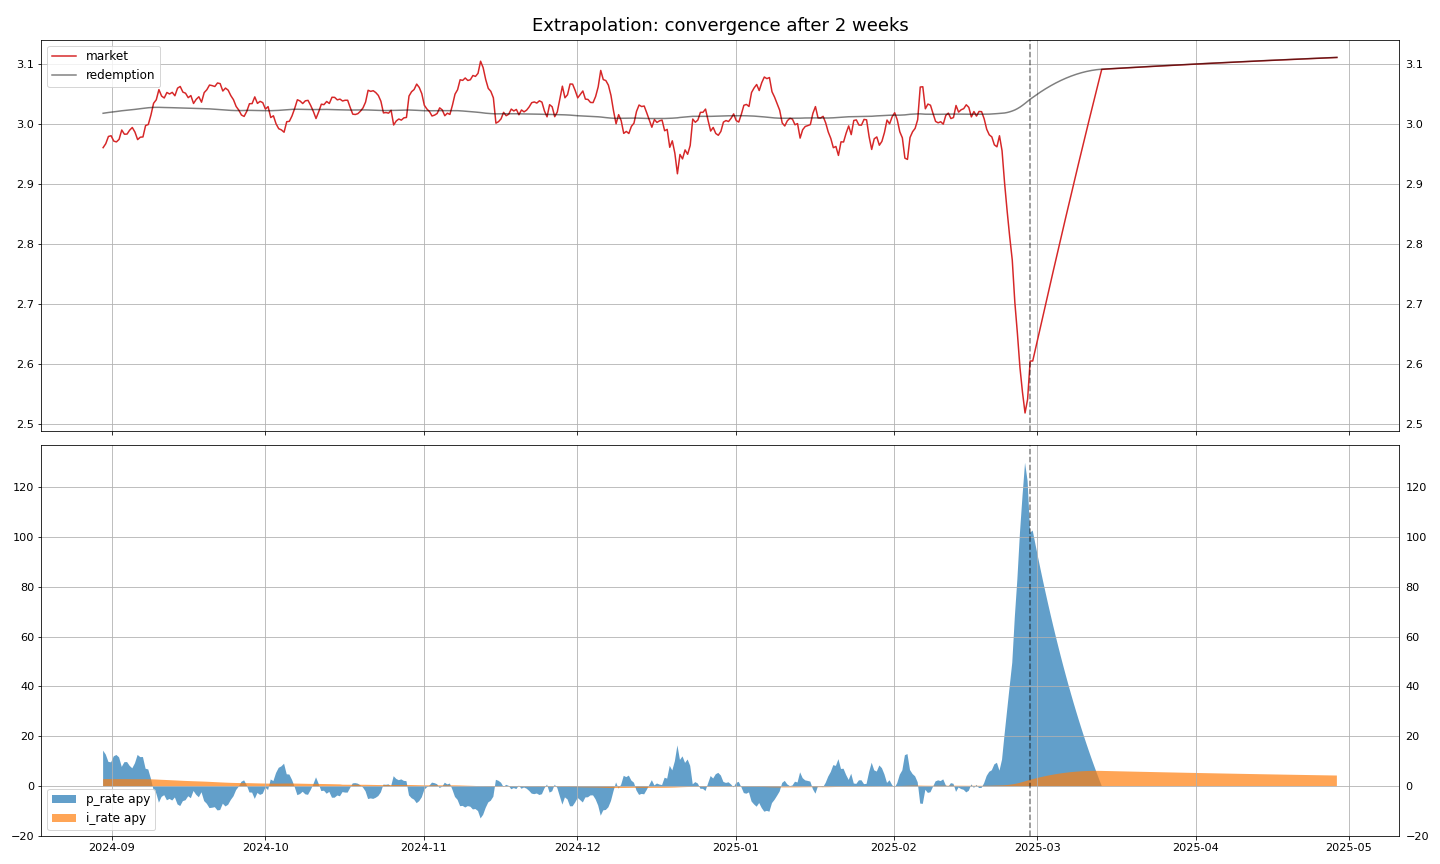 Extrapolation: convergence after 2 weeks
market
redemption
3.1 3.1
3.0 3.0
2.9 2.9
2.8 2.8
2.7 2.7
2.6 2.6
2.5 2.5
120 120
100 100
80 80
60 60
40 40
20 20
0 0
p_rate apy
i_rate apy
−20 −20
2024-09 2024-10 2024-11 2024-12 2025-01 2025-02 2025-03 2025-04 2025-05